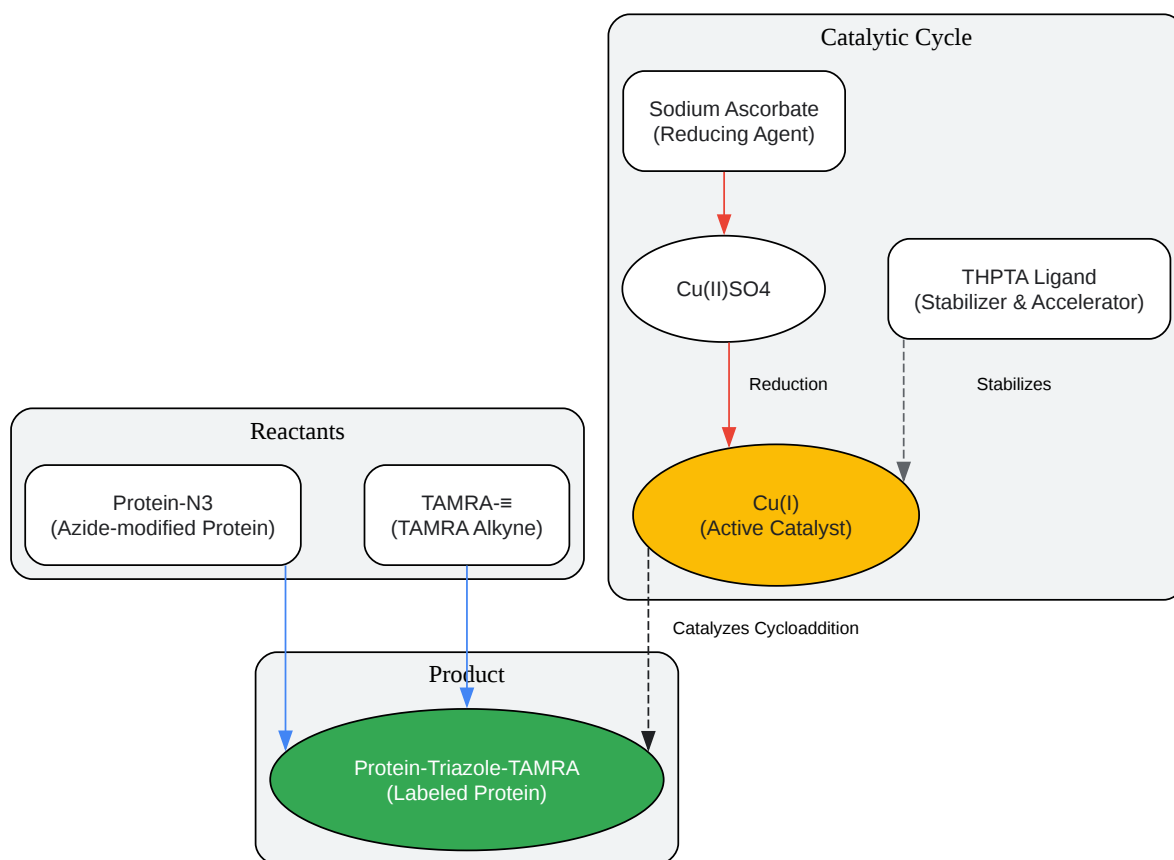 Catalytic Cycle
Sodium Ascorbate
(Reducing Agent)
Cu(II)SO4
THPTA Ligand
(Stabilizer & Accelerator)
Reduction
Stabilizes
Reactants
Protein-N3
(Azide-modified Protein)
TAMRA-≡
(TAMRA Alkyne)
Cu(I)
(Active Catalyst)
Catalyzes Cycloaddition
Product
Protein-Triazole-TAMRA
(Labeled Protein)